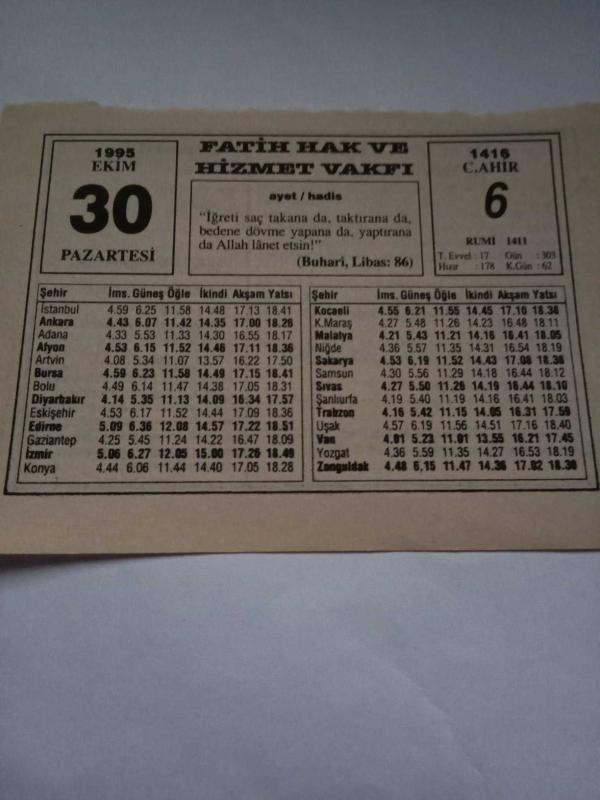 1995
EKİM
30
PAZARTESİ
FATİH HAK VE
HİZMET VAKFI
ayet / hadis
"İğreti saç takana da, taktırana da,
bedene dövme yapana da, yaptırana
da Allah lânet etsin!"
(Buhari, Libas: 86)
1416
C.AHİR
6
RUMİ 1411
T. Evvel : 17 Gün : 303
Hızır : 178 K.Gün : 62
Şehir İms. Güneş Öğle İkindi Akşam Yatsı
İstanbul 4.59 6.25 11.58 14.48 17.13 18.41
Ankara 4.43 6.07 11.42 14.35 17.00 18.26
Adana 4.33 5.53 11.33 14.30 16.55 18.17
Afyon 4.53 6.15 11.52 14.46 17.11 18.36
Artvin 4.08 5.34 11.07 13.57 16.22 17.50
Bursa 4.59 6.23 11.58 14.49 17.15 18.41
Bolu 4.49 6.14 11.47 14.38 17.05 18.31
Diyarbakır 4.14 5.35 11.13 14.09 16.34 17.57
Eskişehir 4.53 6.17 11.52 14.44 17.09 18.36
Edirne 5.09 6.36 12.08 14.57 17.22 18.51
Gaziantep 4.25 5.45 11.24 14.22 16.47 18.09
İzmir 5.06 6.27 12.05 15.00 17.26 18.49
Konya 4.44 6.06 11.44 14.40 17.05 18.28
Şehir İms. Güneş Öğle İkindi Akşam Yatsı
Kocaeli 4.55 6.21 11.55 14.45 17.10 18.38
K.Maraş 4.27 5.48 11.26 14.23 16.48 18.11
Malatya 4.21 5.43 11.21 14.16 16.41 18.05
Niğde 4.36 5.57 11.35 14.31 16.54 18.19
Sakarya 4.53 6.19 11.52 14.43 17.08 18.36
Samsun 4.30 5.56 11.29 14.18 16.44 18.12
Sıvas 4.27 5.50 11.26 14.19 16.44 18.10
Şanlıurfa 4.19 5.40 11.19 14.16 16.41 18.03
Trabzon 4.16 5.42 11.15 14.05 16.31 17.59
Uşak 4.57 6.19 11.56 14.51 17.16 18.40
Van 4.01 5.23 11.01 13.55 16.21 17.45
Yozgat 4.36 5.59 11.35 14.27 16.53 18.19
Zonguldak 4.48 6.15 11.47 14.36 17.02 18.30